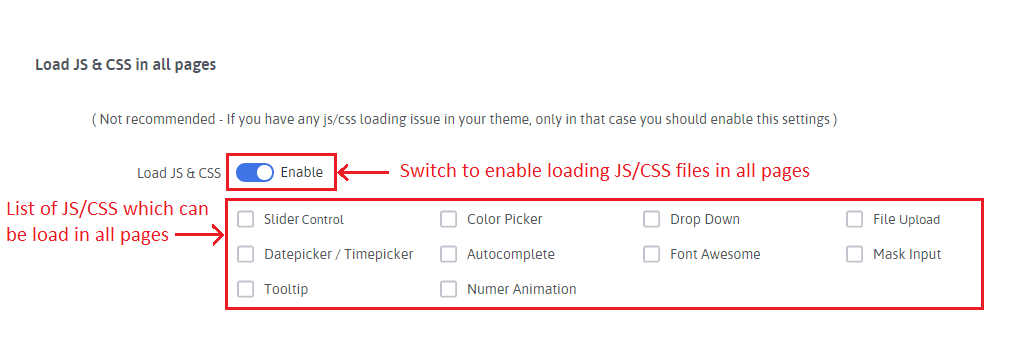 Load JS & CSS in all pages
( Not recommended - If you have any js/css loading issue in your theme, only in that case you should enable this settings )
Load JS & CSS Enable Switch to enable loading JS/CSS files in all pages
List of JS/CSS which can
be load in all pages
Slider Control Color Picker Drop Down File Upload
Datepicker / Timepicker Autocomplete Font Awesome Mask Input
Tooltip Numer Animation